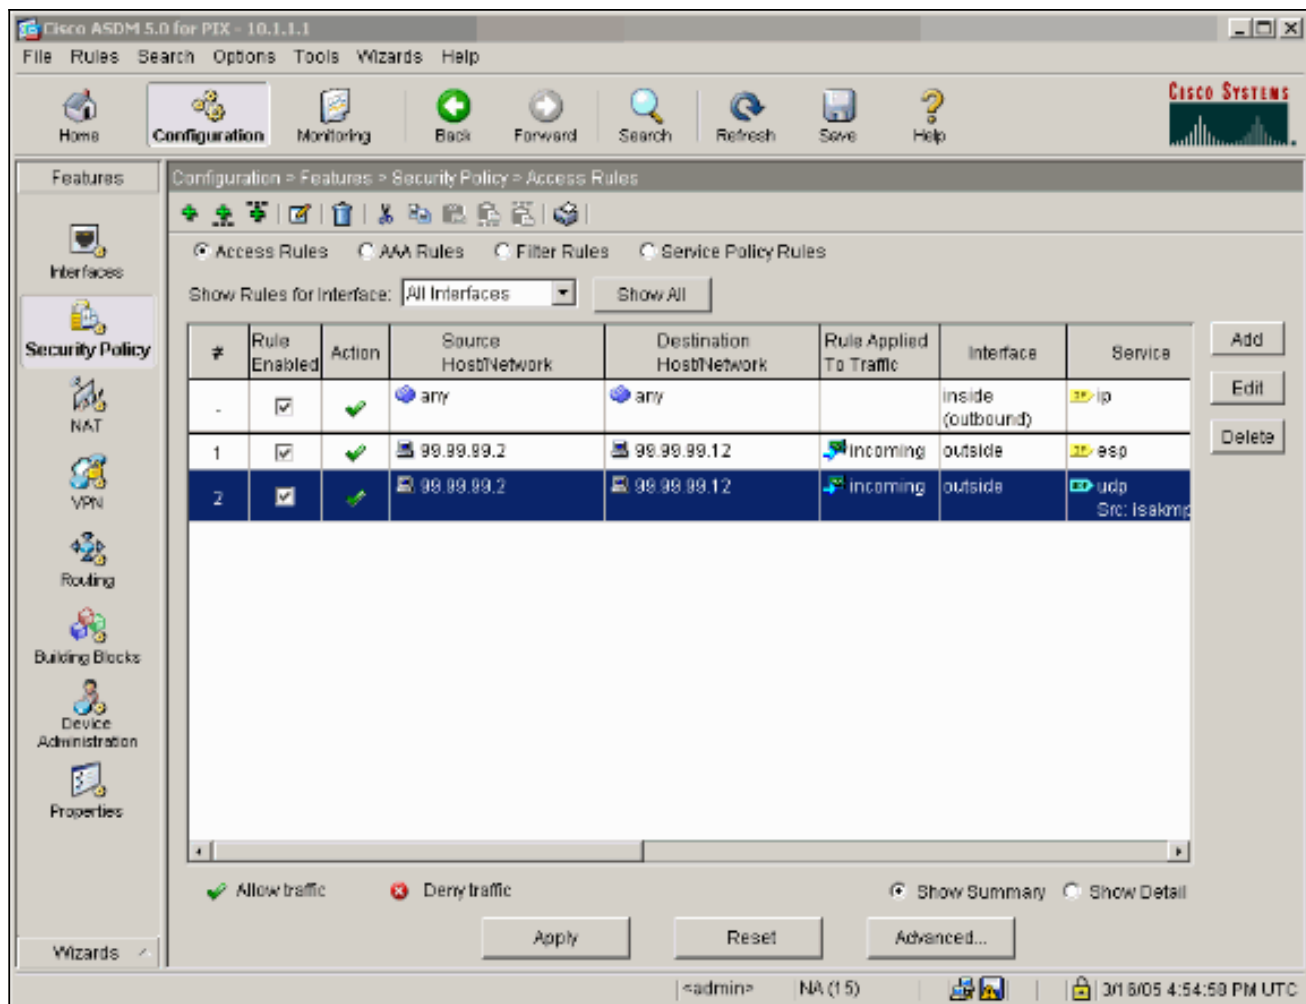 Cisco ASDM 5.0 for PIX - 10.1.1.1
File Rules Search Options Tools Wizards Help
Home Configuration Monitoring Back Forward Search Refresh Save Help
CISCO SYSTEMS
Features
Configuration > Features > Security Policy > Access Rules
Interfaces
Security Policy
NAT
VPN
Routing
Building Blocks
Device
Administration
Properties
Wizards
Access Rules AAA Rules Filter Rules Service Policy Rules
Show Rules for Interface: All Interfaces Show All
# Rule Enabled Action Source Host/Network Destination Host/Network Rule Applied To Traffic Interface Service
- any any inside (outbound) IP ip
1 99.99.99.2 99.99.99.12 incoming outside IP esp
2 99.99.99.2 99.99.99.12 incoming outside udp
Src: isakmp
Add
Edit
Delete
Allow traffic Deny traffic Show Summary Show Detail
Apply Reset Advanced...
<admin> NA (15) 3/16/05 4:54:58 PM UTC